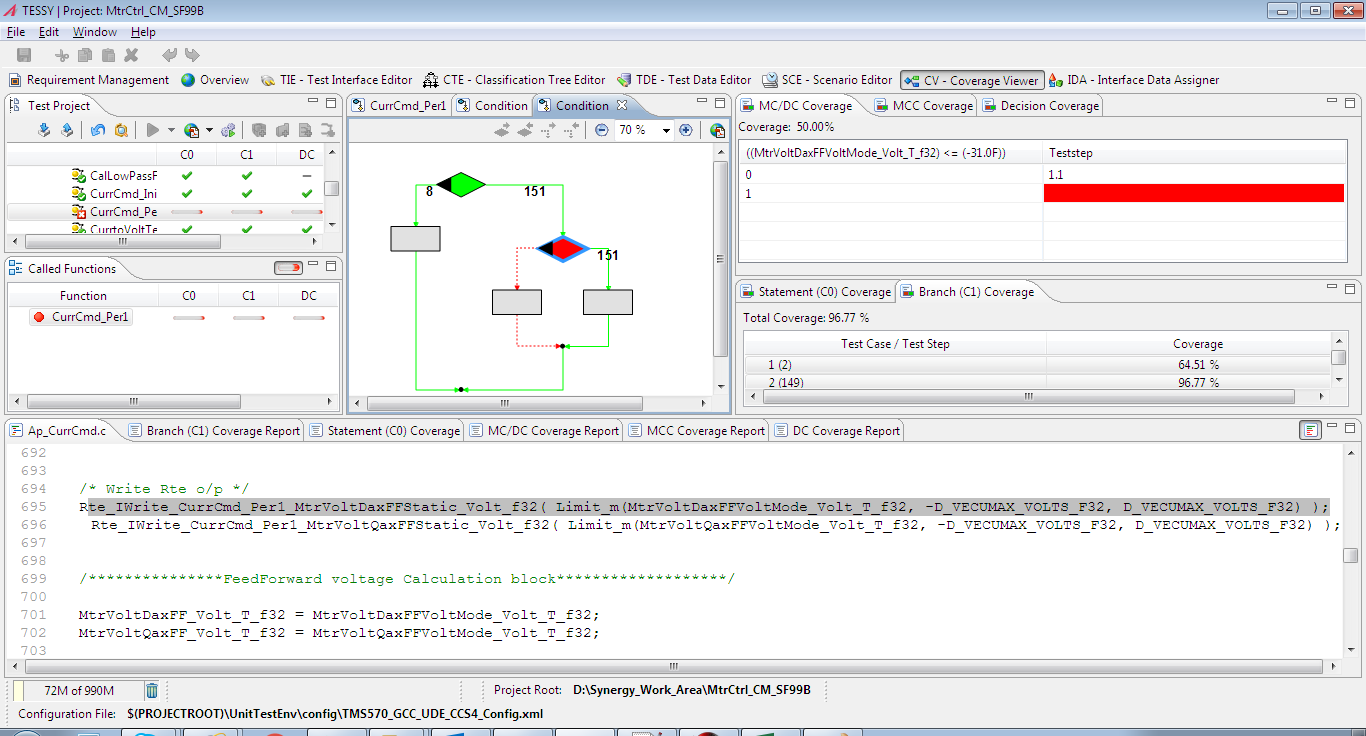 TESSY | Project: MtrCtrl_CM_SF99B
File Edit Window Help
Requirement Management Overview TIE - Test Interface Editor CTE - Classification Tree Editor TDE - Test Data Editor SCE - Scenario Editor CV - Coverage Viewer IDA - Interface Data Assigner
Test Project
C0 C1 DC
CalLowPassF
CurrCmd_Ini
CurrCmd_Pe
CurrtoVoltTe
Called Functions
Function C0 C1 DC
CurrCmd_Per1
CurrCmd_Per1 Condition Condition
70 %
8 151
151
MC/DC Coverage MCC Coverage Decision Coverage
Coverage: 50.00%
((MtrVoltDaxFFVoltMode_Volt_T_f32) <= (-31.0F)) Teststep
0 1.1
1
Statement (C0) Coverage Branch (C1) Coverage
Total Coverage: 96.77 %
Test Case / Test Step Coverage
1 (2) 64.51 %
2 (149) 96.77 %
Ap_CurrCmd.c Branch (C1) Coverage Report Statement (C0) Coverage MC/DC Coverage Report MCC Coverage Report DC Coverage Report
692
693
694 /* Write Rte o/p */
695 Rte_IWrite_CurrCmd_Per1_MtrVoltDaxFFStatic_Volt_f32( Limit_m(MtrVoltDaxFFVoltMode_Volt_T_f32, -D_VECUMAX_VOLTS_F32, D_VECUMAX_VOLTS_F32) );
696 Rte_IWrite_CurrCmd_Per1_MtrVoltQaxFFStatic_Volt_f32( Limit_m(MtrVoltQaxFFVoltMode_Volt_T_f32, -D_VECUMAX_VOLTS_F32, D_VECUMAX_VOLTS_F32) );
697
698
699 /***************FeedForward voltage Calculation block*******************/
700
701 MtrVoltDaxFF_Volt_T_f32 = MtrVoltDaxFFVoltMode_Volt_T_f32;
702 MtrVoltQaxFF_Volt_T_f32 = MtrVoltQaxFFVoltMode_Volt_T_f32;
703
72M of 990M Project Root: D:\Synergy_Work_Area\MtrCtrl_CM_SF99B
Configuration File: $(PROJECTROOT)\UnitTestEnv\config\TMS570_GCC_UDE_CCS4_Config.xml